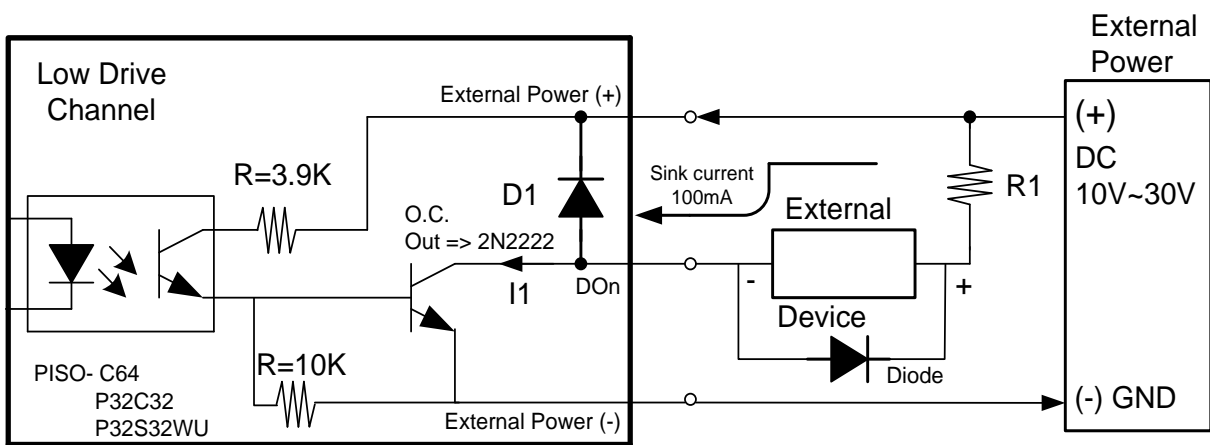 External
Power
Low Drive
Channel
External Power (+)
(+)
DC
10V~30V
R=3.9K
D1
Sink current
100mA
R1
O.C.
Out => 2N2222
External
I1
DOn
-
+
Device
Diode
R=10K
PISO- C64
P32C32
P32S32WU
External Power (-)
(-) GND